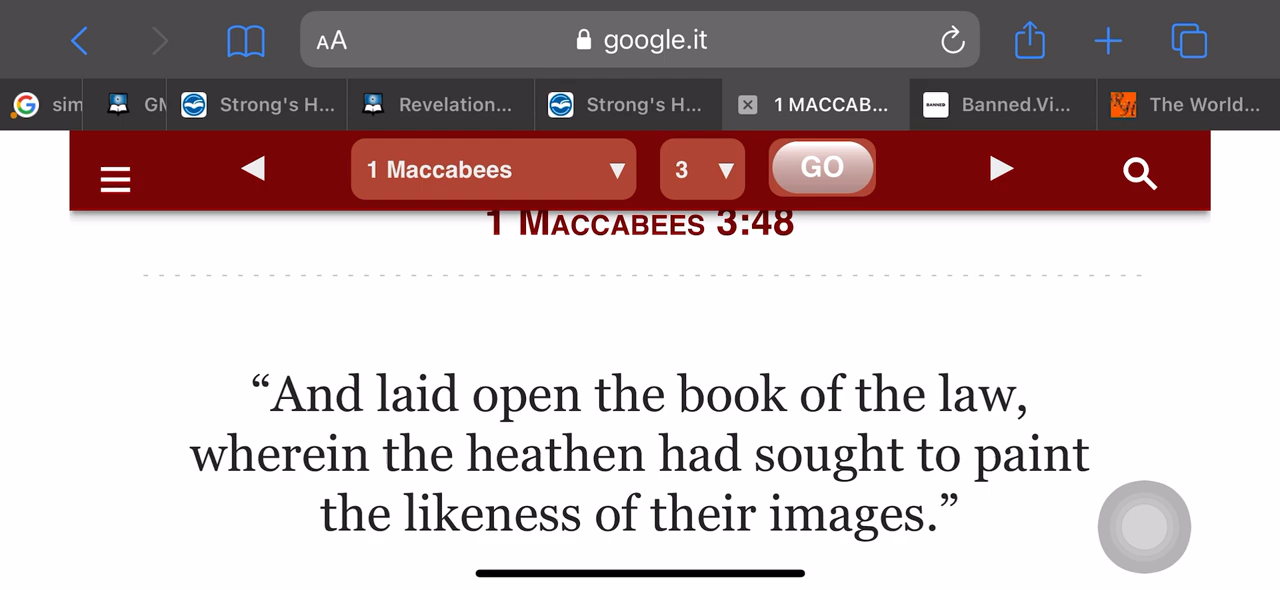 AA google.it
sim GM Strong's H... Revelation... Strong's H... 1 MACCAB... Banned.Vi... The World...
1 Maccabees 3 GO
1 MACCABEES 3:48
“And laid open the book of the law,
wherein the heathen had sought to paint
the likeness of their images.”